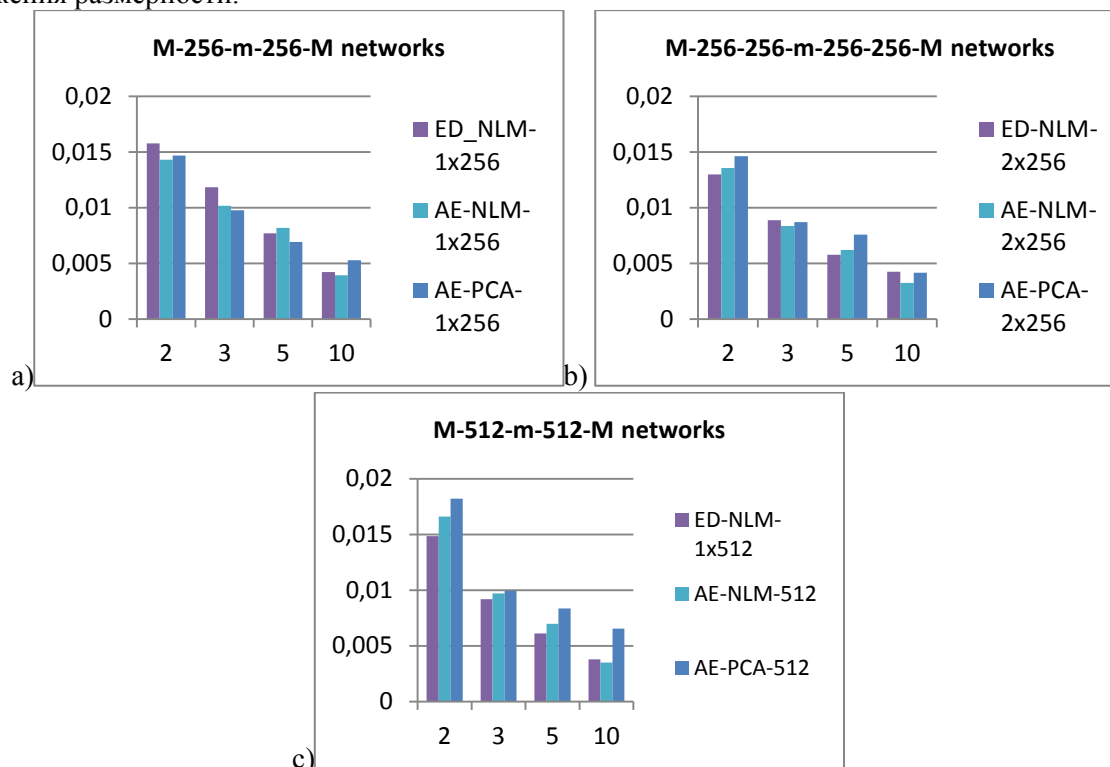 жения размерности.
M-256-m-256-M networks
0,02
0,015
0,01
0,005
0
2 3 5 10
ED_NLM-
1x256
AE-NLM-
1x256
AE-PCA-
1x256
a)
M-256-256-m-256-256-M networks
0,02
0,015
0,01
0,005
0
2 3 5 10
ED-NLM-
2x256
AE-NLM-
2x256
AE-PCA-
2x256
b)
M-512-m-512-M networks
0,02
0,015
0,01
0,005
0
2 3 5 10
ED-NLM-
1x512
AE-NLM-512
AE-PCA-512
c)